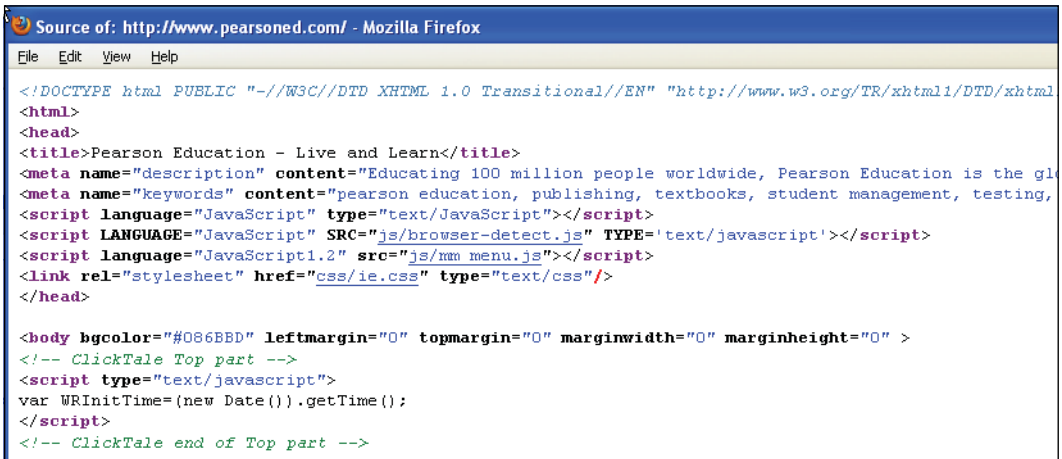 Source of: http://www.pearsoned.com/ - Mozilla Firefox
File Edit View Help
<!DOCTYPE html PUBLIC "-//W3C//DTD XHTML 1.0 Transitional//EN" "http://www.w3.org/TR/xhtml1/DTD/xhtml
<html>
<head>
<title>Pearson Education - Live and Learn</title>
<meta name="description" content="Educating 100 million people worldwide, Pearson Education is the glo
<meta name="keywords" content="pearson education, publishing, textbooks, student management, testing,
<script language="JavaScript" type="text/JavaScript"></script>
<script LANGUAGE="JavaScript" SRC="js/browser-detect.js" TYPE='text/javascript'></script>
<script language="JavaScript1.2" src="js/mm_menu.js"></script>
<link rel="stylesheet" href="css/ie.css" type="text/css"/>
</head>
<body bgcolor="#086BBD" leftmargin="0" topmargin="0" marginwidth="0" marginheight="0" >
<!-- ClickTale Top part -->
<script type="text/javascript">
var WRInitTime=(new Date()).getTime();
</script>
<!-- ClickTale end of Top part -->